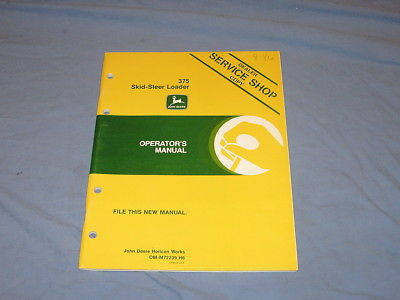 375
Skid-Steer Loader
DEALER
SERVICE SHOP
COPY
JOHN DEERE
OPERATOR'S
MANUAL
FILE THIS NEW MANUAL.
John Deere Horicon Works
OM-M72239 H6